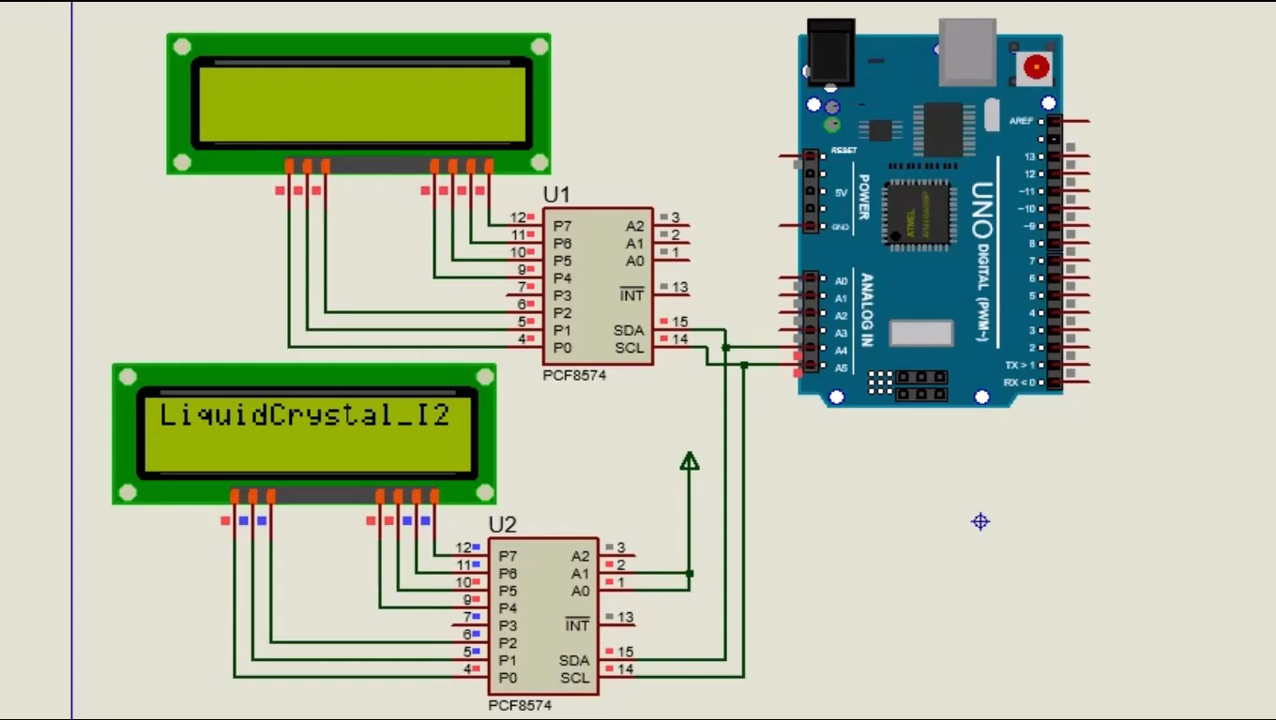 U1
12 P7 A2 3
11 P6 A1 2
10 P5 A0 1
9 P4
7 P3 INT 13
6 P2
5 P1 SDA 15
4 P0 SCL 14
PCF8574
LiquidCrystal_I2
U2
12 P7 A2 3
11 P6 A1 2
10 P5 A0 1
9 P4
7 P3 INT 13
6 P2
5 P1 SDA 15
4 P0 SCL 14
PCF8574
RESET
5V
GND
POWER
A0
A1
A2
A3
A4
A5
ANALOG IN
ATMEL
UNO
DIGITAL (PWM~)
AREF
13
12
~11
~10
~9
8
7
6
5
4
3
2
TX > 1
RX < 0